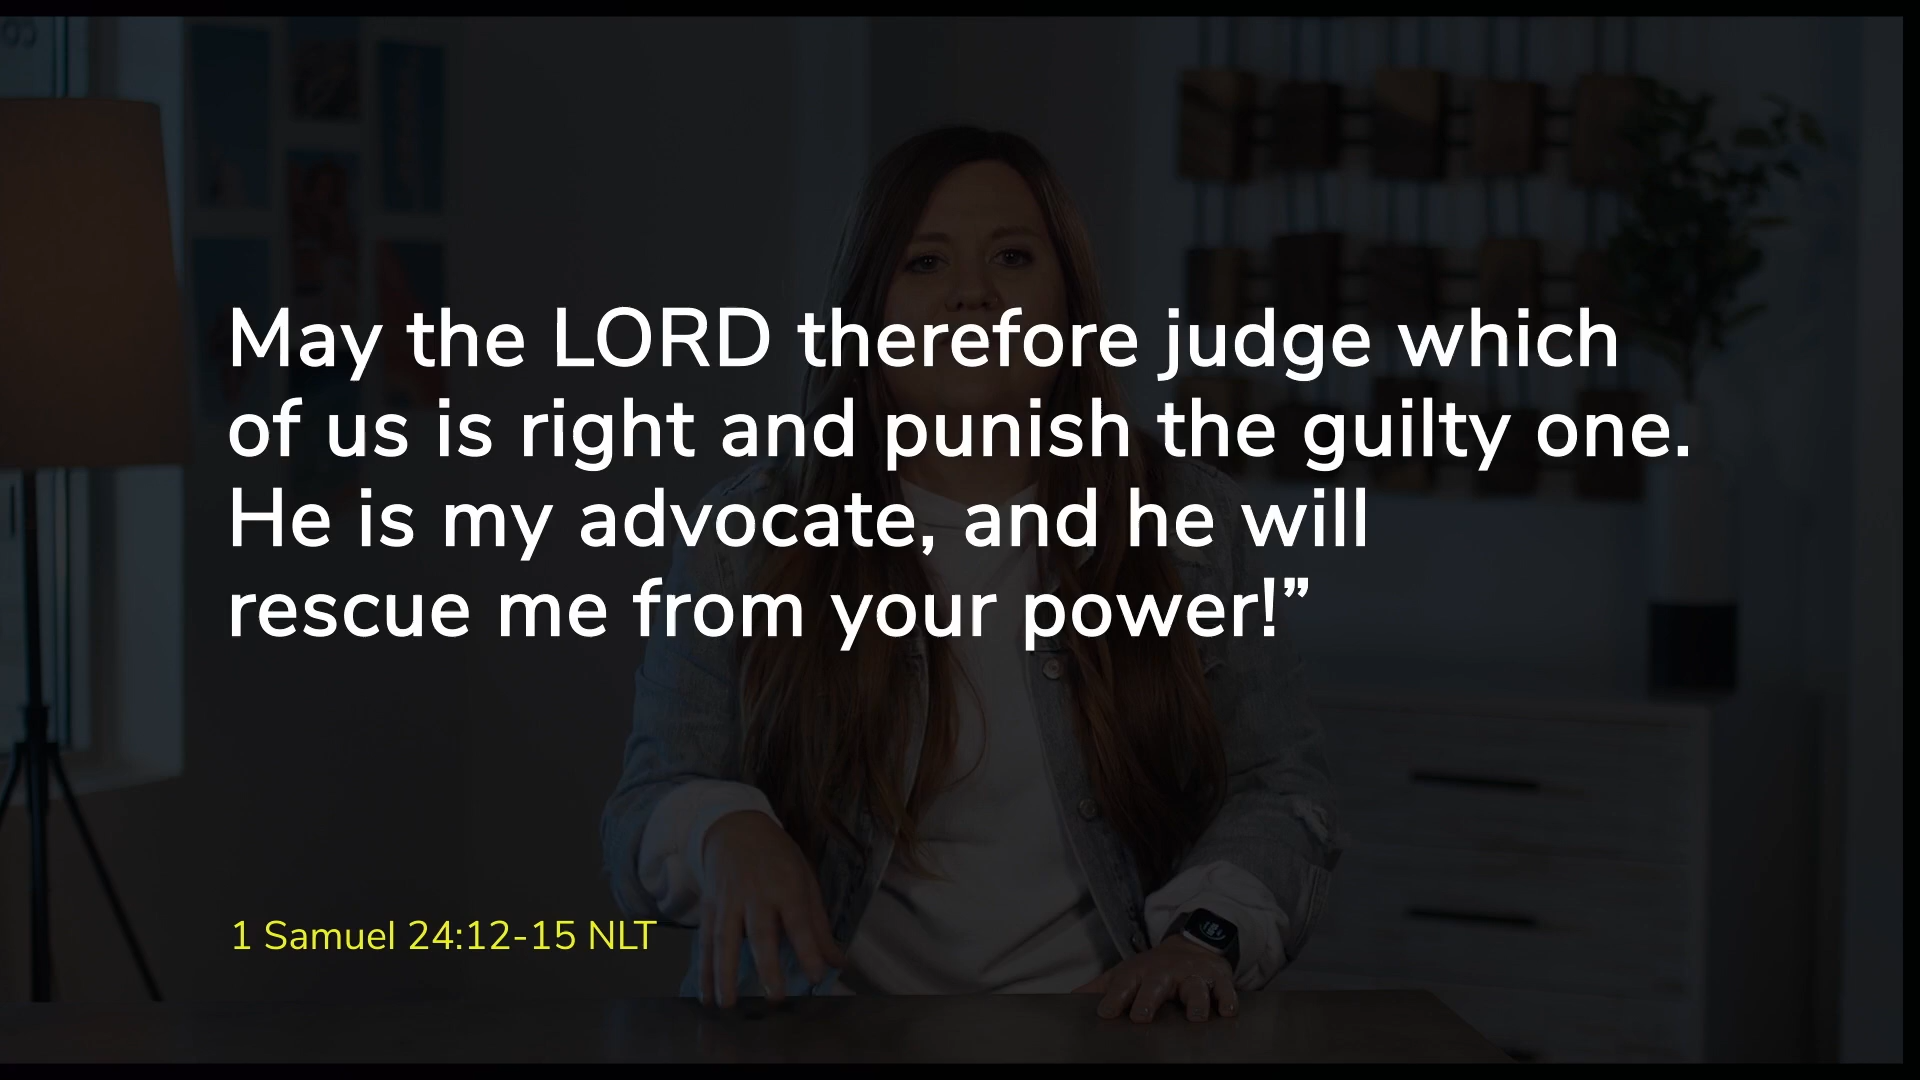 May the LORD therefore judge which
of us is right and punish the guilty one.
He is my advocate, and he will
rescue me from your power!”
1 Samuel 24:12-15 NLT